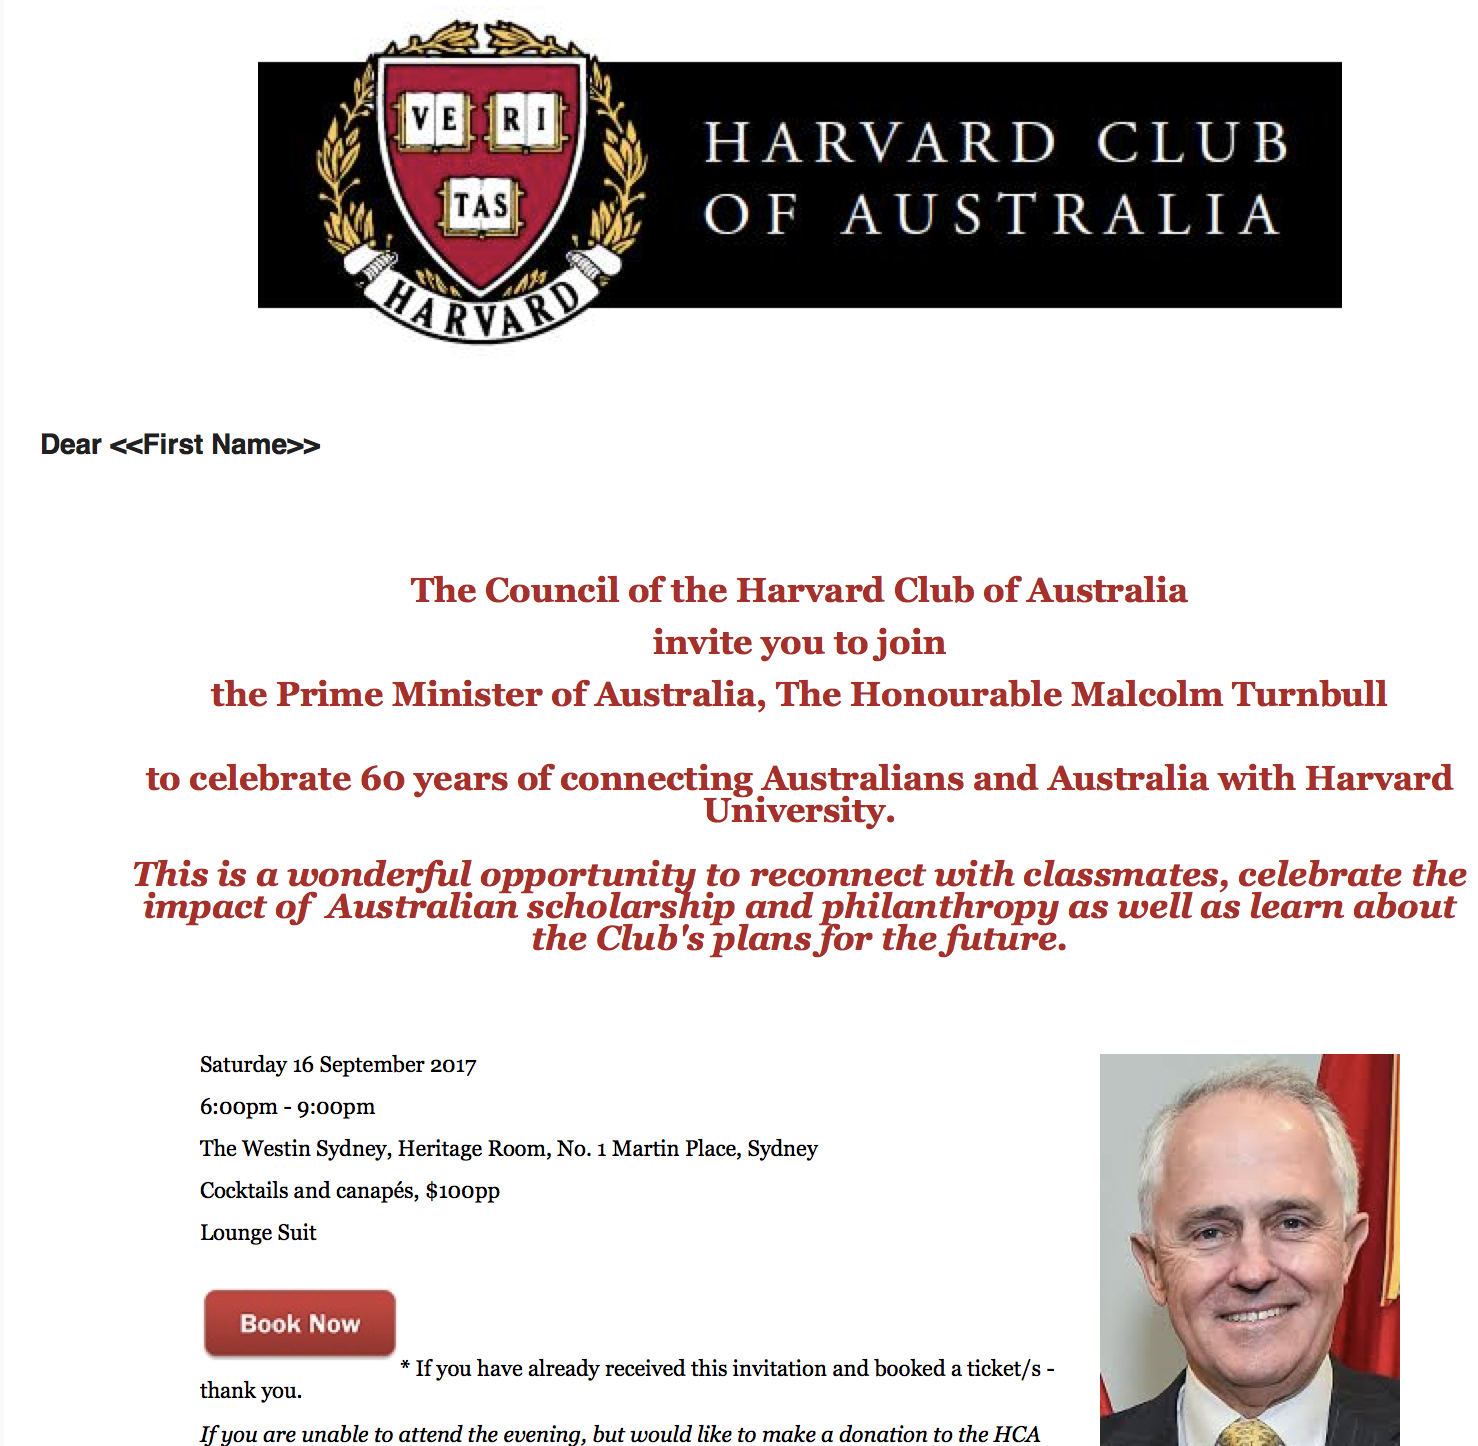 VE RI
TAS
HARVARD
HARVARD CLUB
OF AUSTRALIA
Dear <<First Name>>
The Council of the Harvard Club of Australia
invite you to join
the Prime Minister of Australia, The Honourable Malcolm Turnbull
to celebrate 60 years of connecting Australians and Australia with Harvard
University.
This is a wonderful opportunity to reconnect with classmates, celebrate the
impact of Australian scholarship and philanthropy as well as learn about
the Club's plans for the future.
Saturday 16 September 2017
6:00pm - 9:00pm
The Westin Sydney, Heritage Room, No. 1 Martin Place, Sydney
Cocktails and canapés, $100pp
Lounge Suit
Book Now
* If you have already received this invitation and booked a ticket/s -
thank you.
If you are unable to attend the evening, but would like to make a donation to the HCA